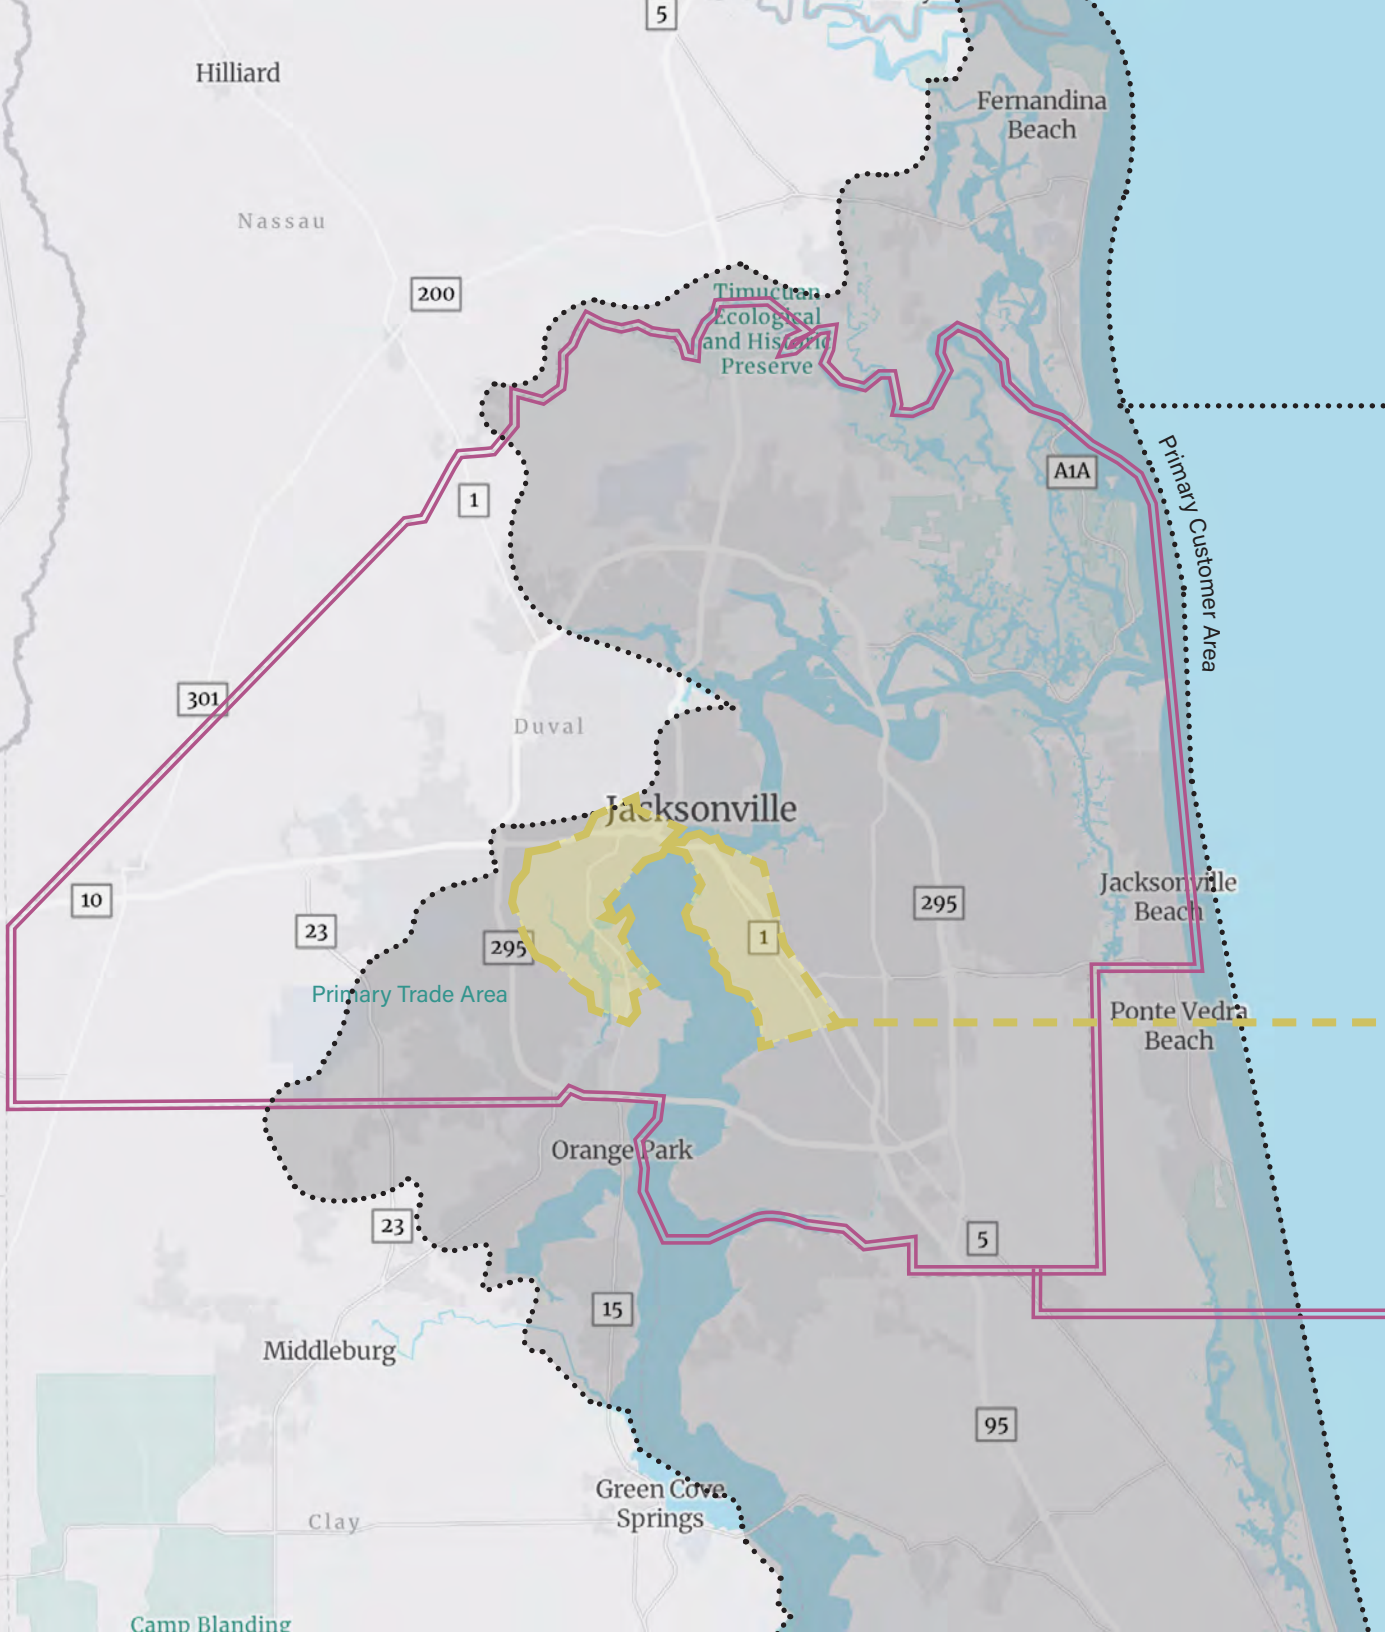 5
Hilliard
Fernandina
Beach
Nassau
200
Timucuan
Ecological
and Historic
Preserve
A1A
Primary Customer Area
1
301
Duval
Jacksonville
Jacksonville
Beach
10
23
295
295
1
Primary Trade Area
Ponte Vedra
Beach
Orange Park
23
5
15
Middleburg
95
Green Cove
Springs
Clay
Camp Blanding